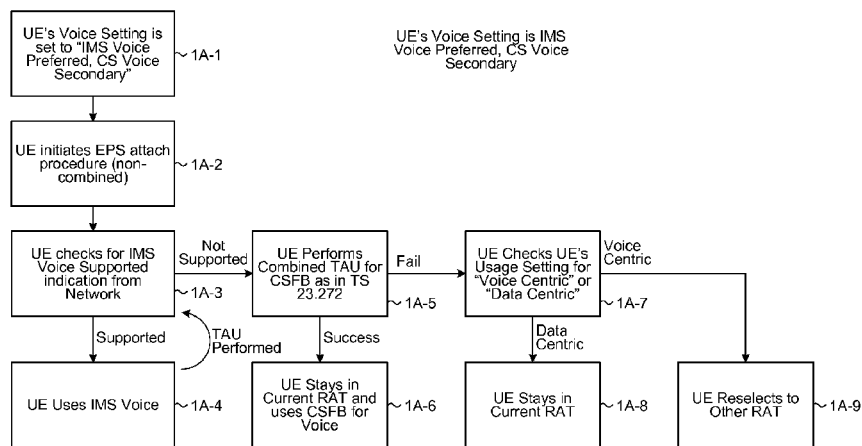 UE's Voice Setting is
set to "IMS Voice
Preferred, CS Voice
Secondary"
1A-1
UE's Voice Setting is IMS
Voice Preferred, CS Voice
Secondary
UE initiates EPS attach
procedure (non-
combined)
1A-2
UE checks for IMS
Voice Supported
indication from
Network
1A-3
Not
Supported
UE Performs
Combined TAU for
CSFB as in TS
23.272
1A-5
Fail
UE Checks UE's
Usage Setting for
"Voice Centric" or
"Data Centric"
1A-7
Voice
Centric
Supported
TAU
Performed
Success
Data
Centric
UE Uses IMS Voice
1A-4
UE Stays in
Current RAT and
uses CSFB for
Voice
1A-6
UE Stays in
Current RAT
1A-8
UE Reselects to
Other RAT
1A-9